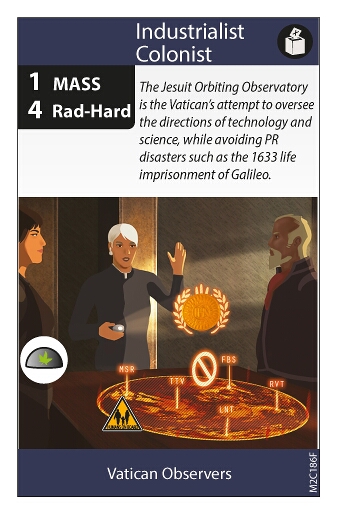 Industrialist
Colonist
1 MASS
4 Rad-Hard
The Jesuit Orbiting Observatory
is the Vatican's attempt to oversee
the directions of technology and
science, while avoiding PR
disasters such as the 1633 life
imprisonment of Galileo.
MSR
TTV
FBS
RVT
LNT
Vatican Observers
M2C186F